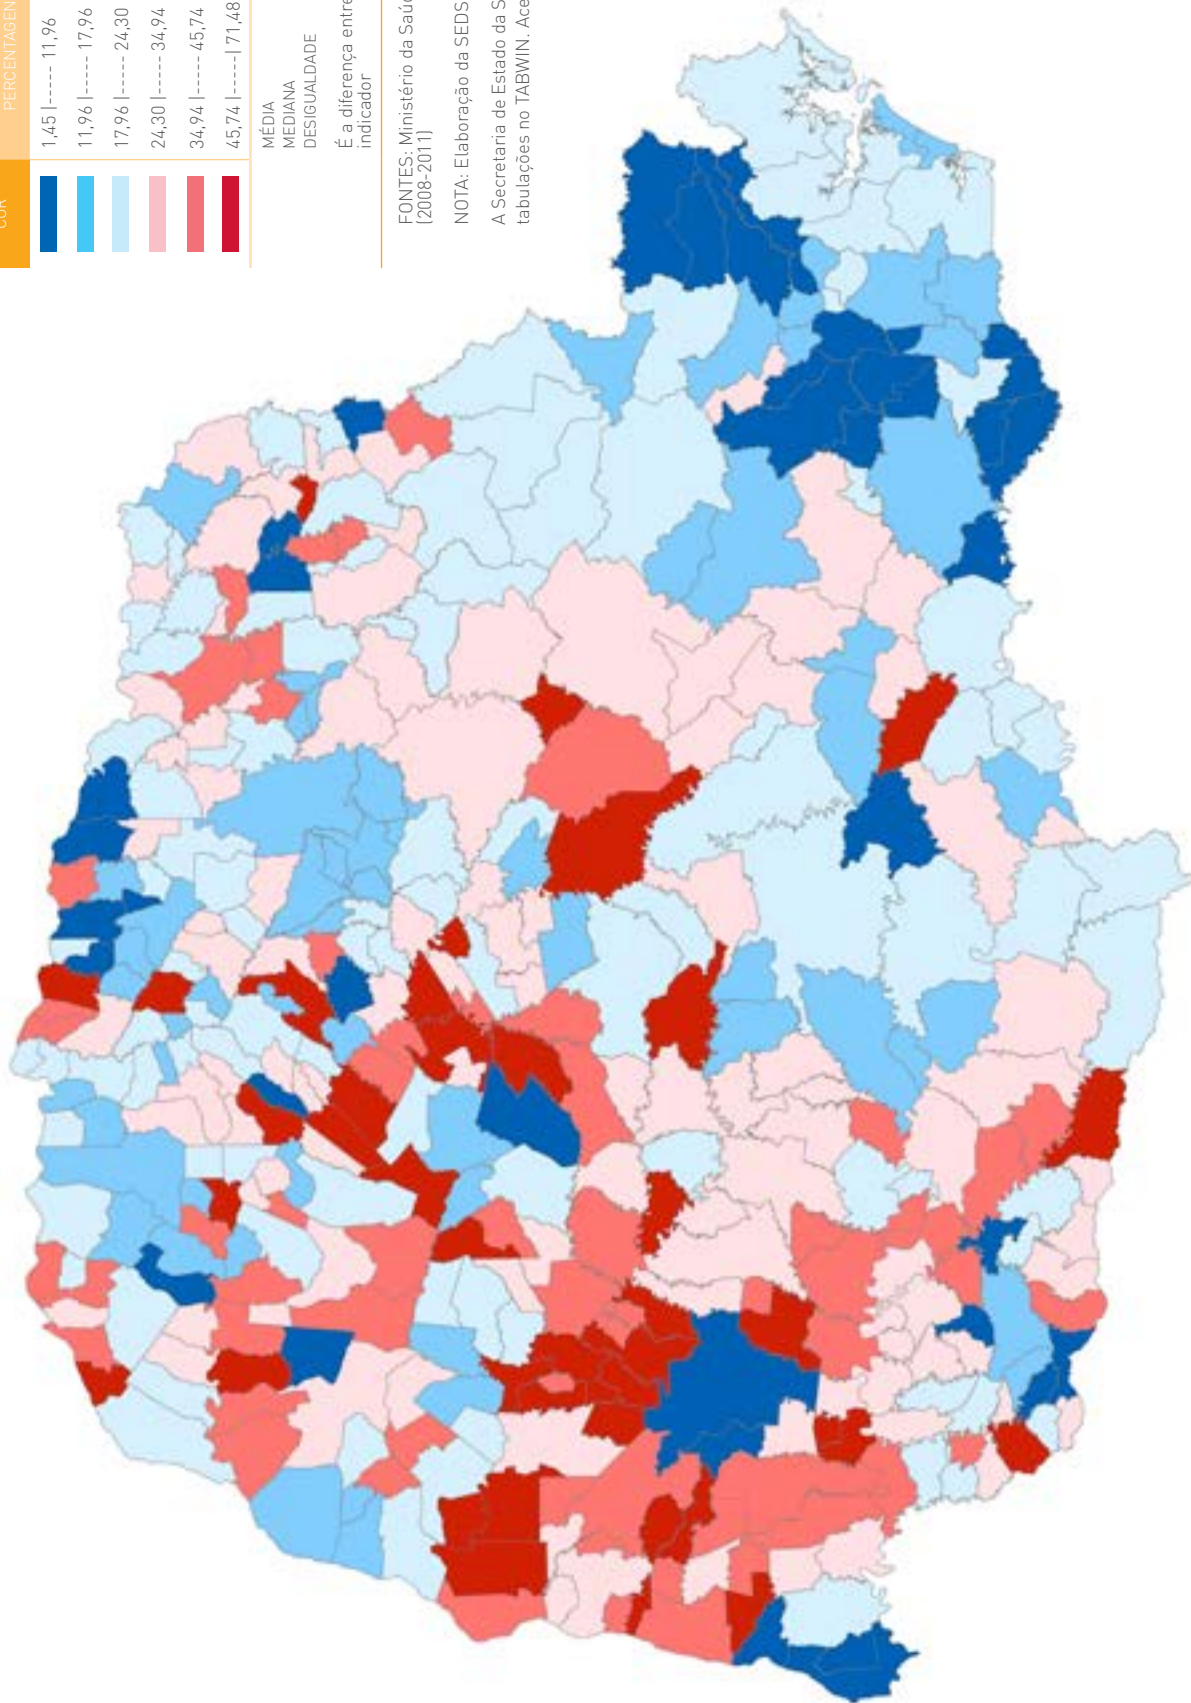 COR PERCENTAGEN
1,45 |----- 11,96
11,96 |----- 17,96
17,96 |----- 24,30
24,30 |----- 34,94
34,94 |----- 45,74
45,74 |-----| 71,48
MÉDIA
MEDIANA
DESIGUALDADE
É a diferença entre
indicador
FONTES: Ministério da Saúd
(2008-2011)
NOTA: Elaboração da SEDS
A Secretaria de Estado da S
tabulações no TABWIN. Ace